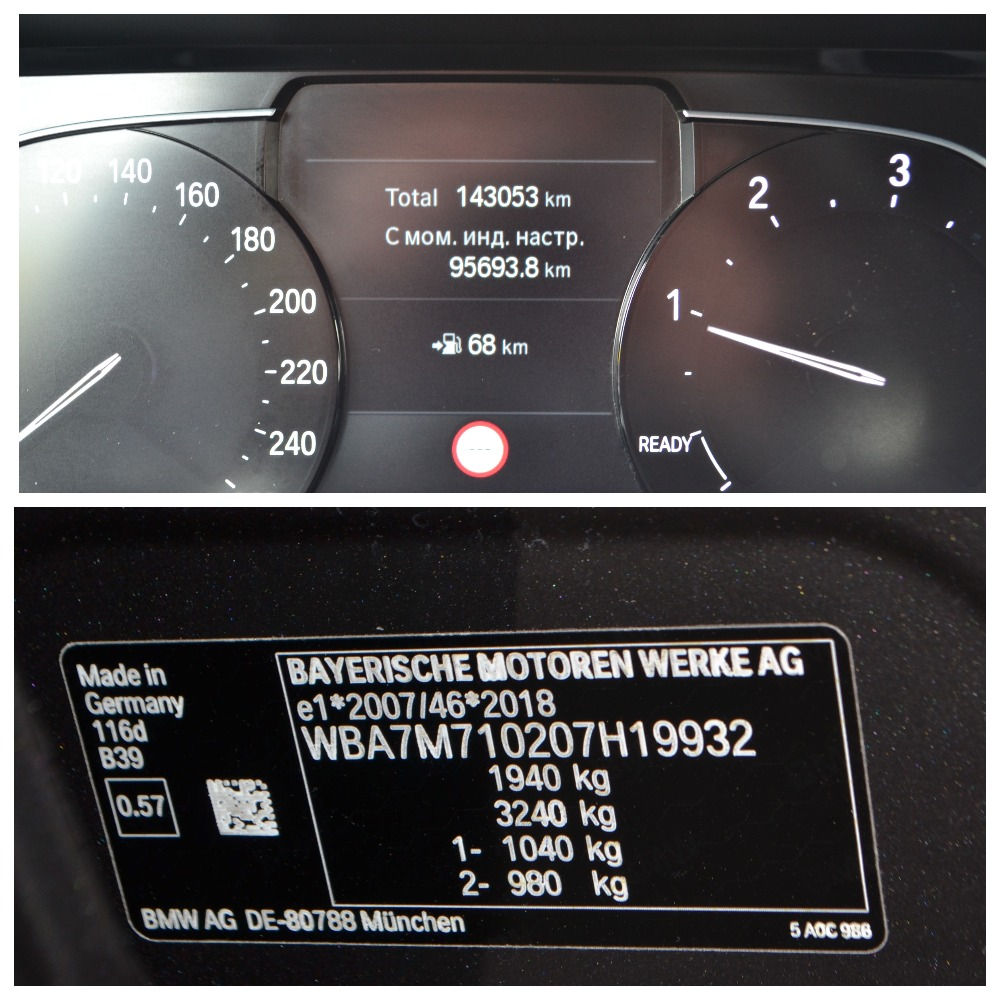 120 140 160 180 200 220 240
Total 143053 km
С мом. инд. настр.
95693.8 km
68 km
---
READY 1 2 3
Made in
Germany
116d
B39
0.57
BAYERISCHE MOTOREN WERKE AG
e1*2007/46*2018
WBA7M710207H19932
1940 kg
3240 kg
1- 1040 kg
2- 980 kg
BMW AG DE-80788 München
5 A0C 986